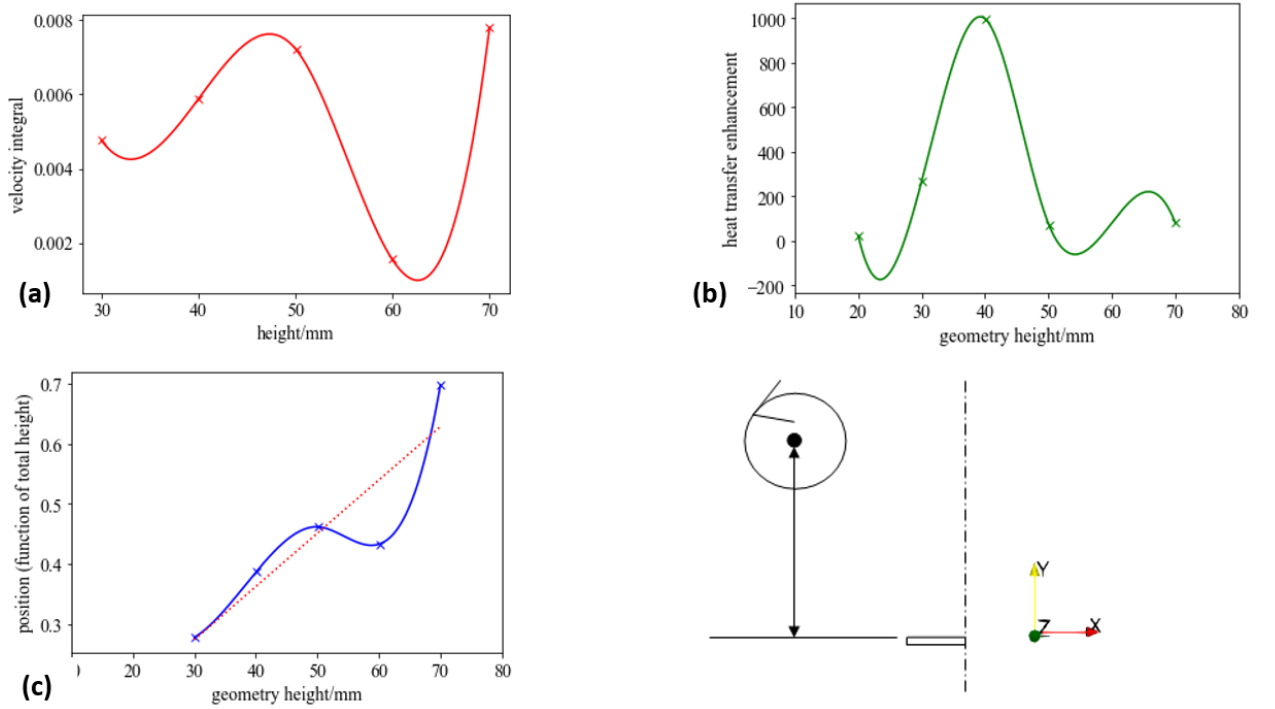 0.008
0.006
0.004
0.002
velocity integral
30 40 50 60 70
height/mm
(a)
1000
800
600
400
200
0
−200
heat transfer enhancement
10 20 30 40 50 60 70 80
geometry height/mm
(b)
0.7
0.6
0.5
0.4
0.3
position (function of total height)
) 20 30 40 50 60 70 80
geometry height/mm
(c)
Y
Z X